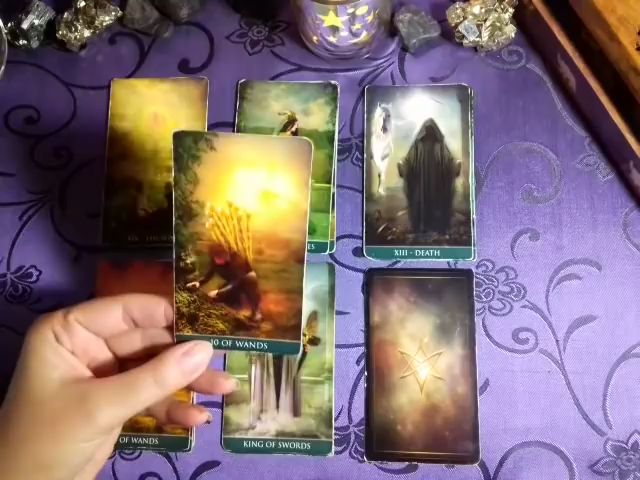 XIII · DEATH
10 OF WANDS
OF WANDS
KING OF SWORDS